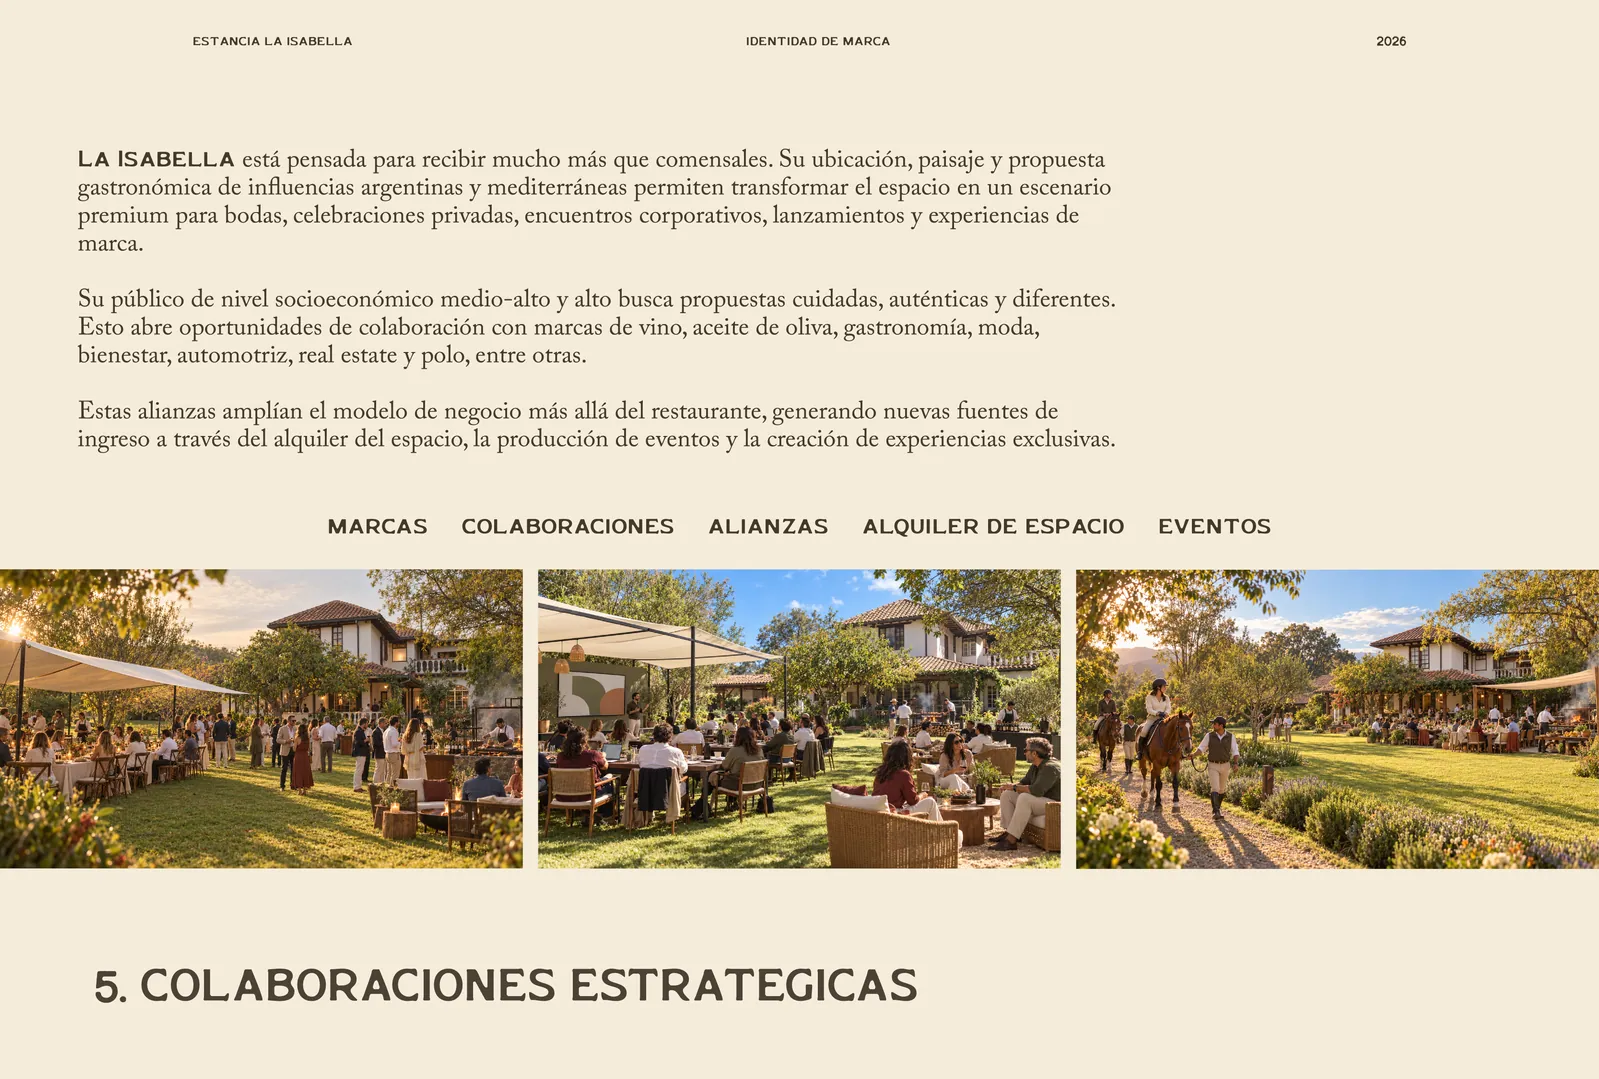 ESTANCIA LA ISABELLA
IDENTIDAD DE MARCA
2026
LA ISABELLA está pensada para recibir mucho más que comensales. Su ubicación, paisaje y propuesta
gastronómica de influencias argentinas y mediterráneas permiten transformar el espacio en un escenario
premium para bodas, celebraciones privadas, encuentros corporativos, lanzamientos y experiencias de
marca.
Su público de nivel socioeconómico medio-alto y alto busca propuestas cuidadas, auténticas y diferentes.
Esto abre oportunidades de colaboración con marcas de vino, aceite de oliva, gastronomía, moda,
bienestar, automotriz, real estate y polo, entre otras.
Estas alianzas amplían el modelo de negocio más allá del restaurante, generando nuevas fuentes de
ingreso a través del alquiler del espacio, la producción de eventos y la creación de experiencias exclusivas.
MARCAS COLABORACIONES ALIANZAS ALQUILER DE ESPACIO EVENTOS
5. COLABORACIONES ESTRATEGICAS